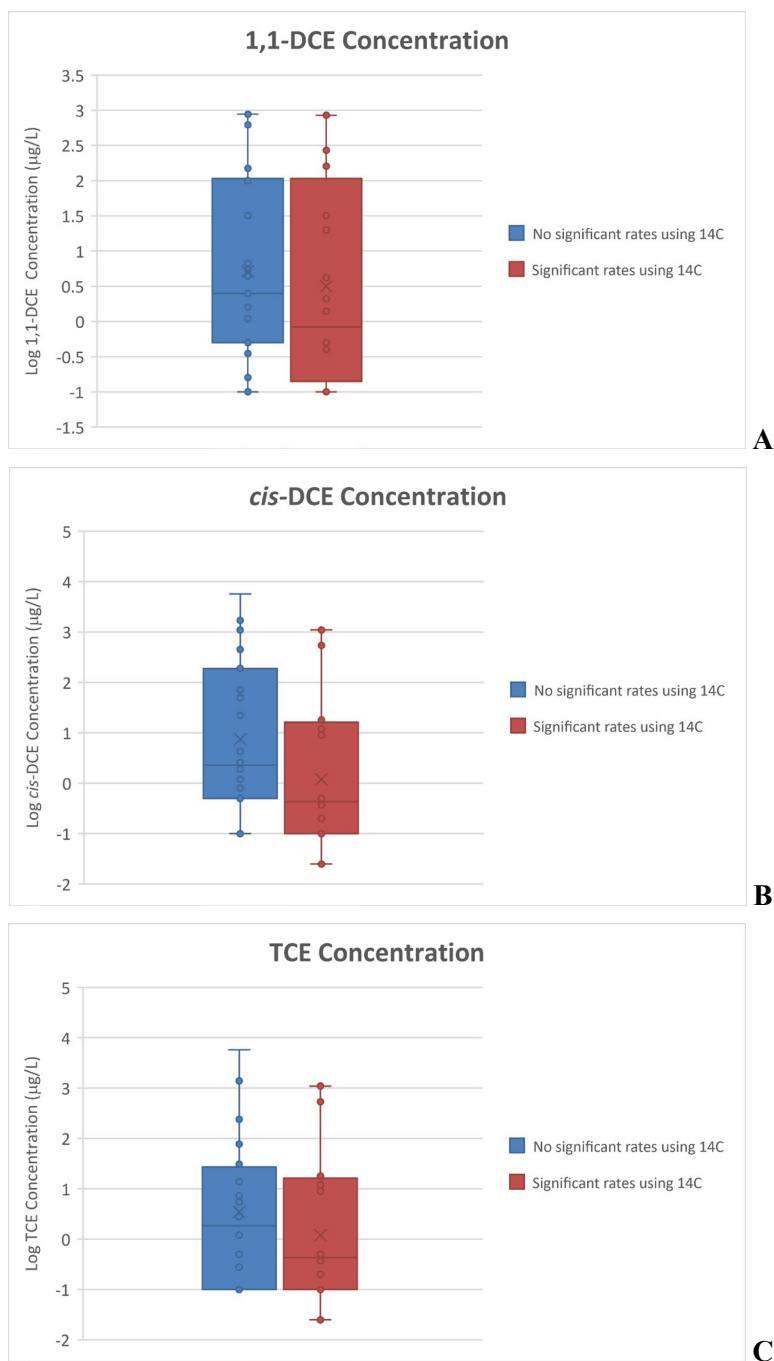 1,1-DCE Concentration
3.5
3
2.5
2
1.5
1
0.5
0
-0.5
-1
-1.5
Log 1,1-DCE Concentration (µg/L)
No significant rates using 14C
Significant rates using 14C
A
cis-DCE Concentration
5
4
3
2
1
0
-1
-2
Log cis-DCE Concentration (µg/L)
No significant rates using 14C
Significant rates using 14C
B
TCE Concentration
5
4
3
2
1
0
-1
-2
Log TCE Concentration (µg/L)
No significant rates using 14C
Significant rates using 14C
C